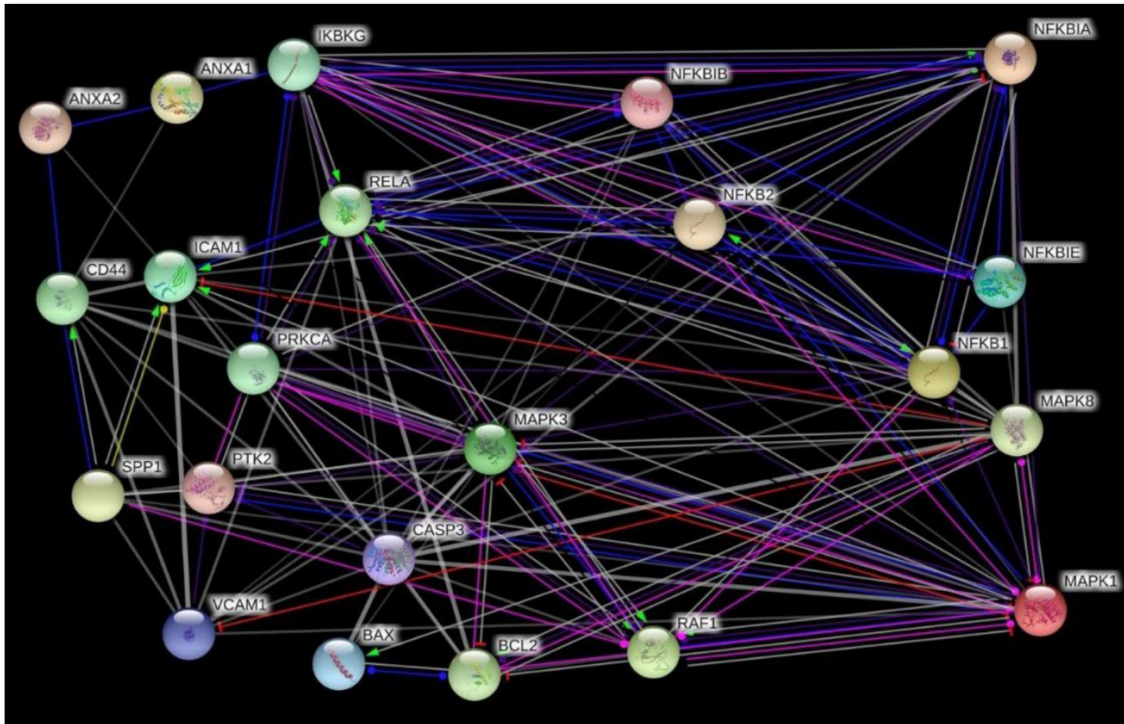 IKBKG
NFKBIA
ANXA1
NFKBIB
ANXA2
RELA
NFKB2
ICAM1
NFKBIE
CD44
PRKCA
NFKB1
MAPK8
MAPK3
SPP1
PTK2
CASP3
MAPK1
VCAM1
RAF1
BAX
BCL2